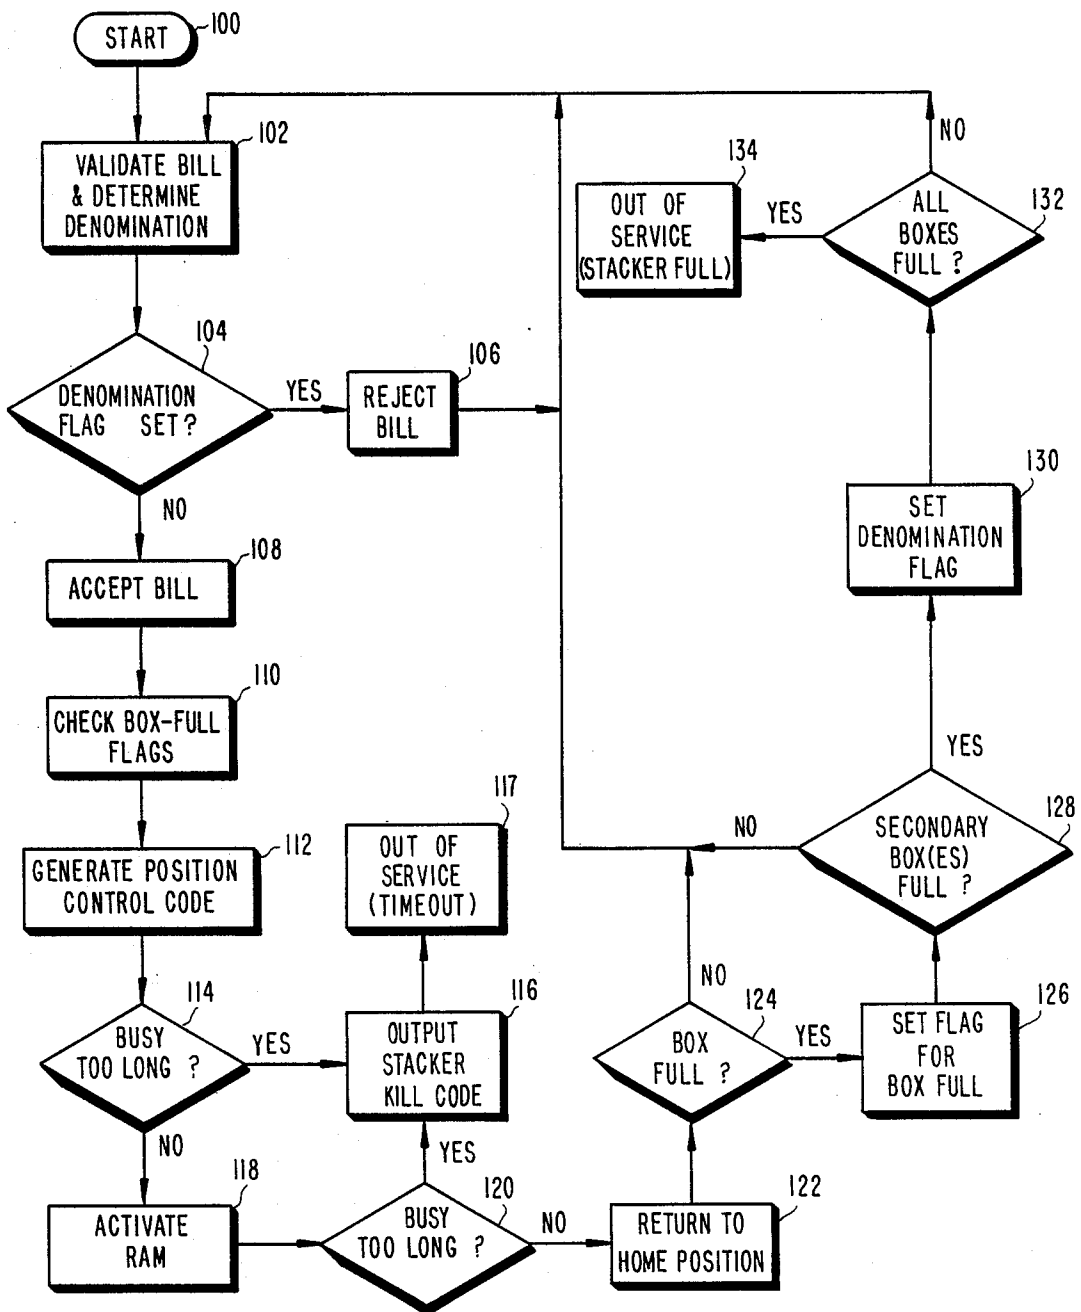 START
100
102
VALIDATE BILL
& DETERMINE
DENOMINATION
104
DENOMINATION
FLAG SET?
YES
106
REJECT
BILL
NO
108
ACCEPT BILL
110
CHECK BOX-FULL
FLAGS
112
GENERATE POSITION
CONTROL CODE
114
BUSY
TOO LONG ?
YES
116
OUTPUT
STACKER
KILL CODE
117
OUT OF
SERVICE
(TIMEOUT)
NO
118
ACTIVATE
RAM
YES
120
BUSY
TOO LONG ?
NO
122
RETURN TO
HOME POSITION
124
BOX
FULL ?
NO
YES
126
SET FLAG
FOR
BOX FULL
128
SECONDARY
BOX(ES)
FULL ?
NO
YES
130
SET
DENOMINATION
FLAG
132
ALL
BOXES
FULL ?
NO
YES
134
OUT OF
SERVICE
(STACKER FULL)